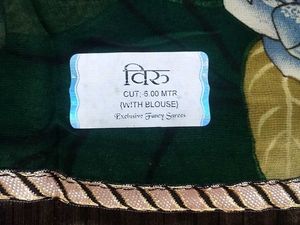 विरु
CUT: 6.00 MTR
(WITH BLOUSE)
Exclusive Fancy Sarees